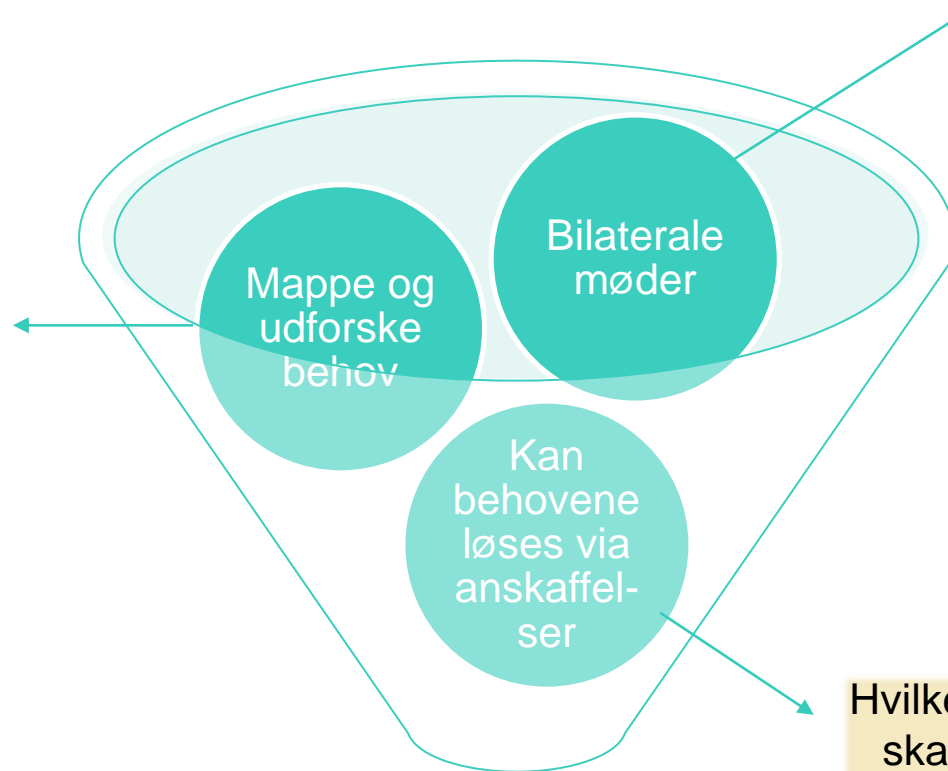 Bilaterale
møder
Mappe og
udforske
behov
Kan
behovene
løses via
anskaffel-
ser